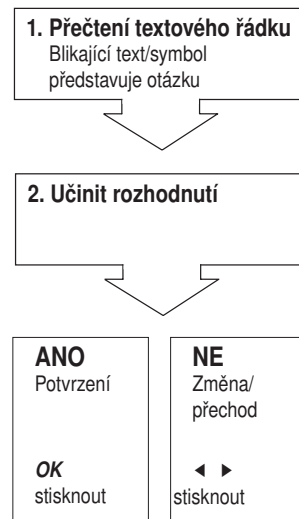 1. Přečtení textového řádku
Blikající text/symbol
představuje otázku
2. Učinit rozhodnutí
ANO
Potvrzení
OK
stisknout
NE
Změna/
přechod
◄ ►
stisknout